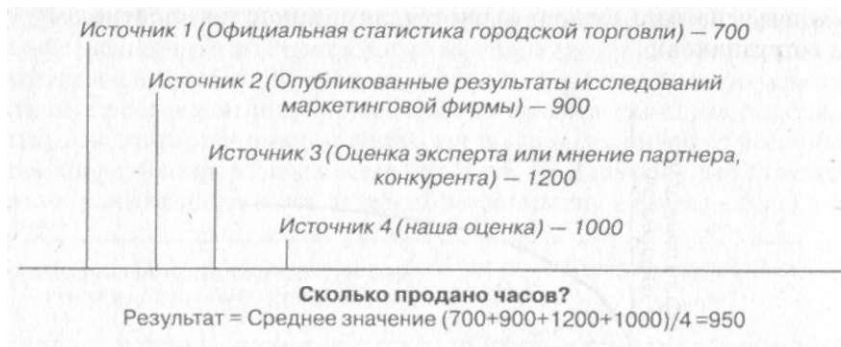 Источник 1 (Официальная статистика городской торговли) — 700
Источник 2 (Опубликованные результаты исследований
маркетинговой фирмы) — 900
Источник 3 (Оценка эксперта или мнение партнера,
конкурента) — 1200
Источник 4 (наша оценка) — 1000
Сколько продано часов?
Результат = Среднее значение (700+900+1200+1000)/4 =950